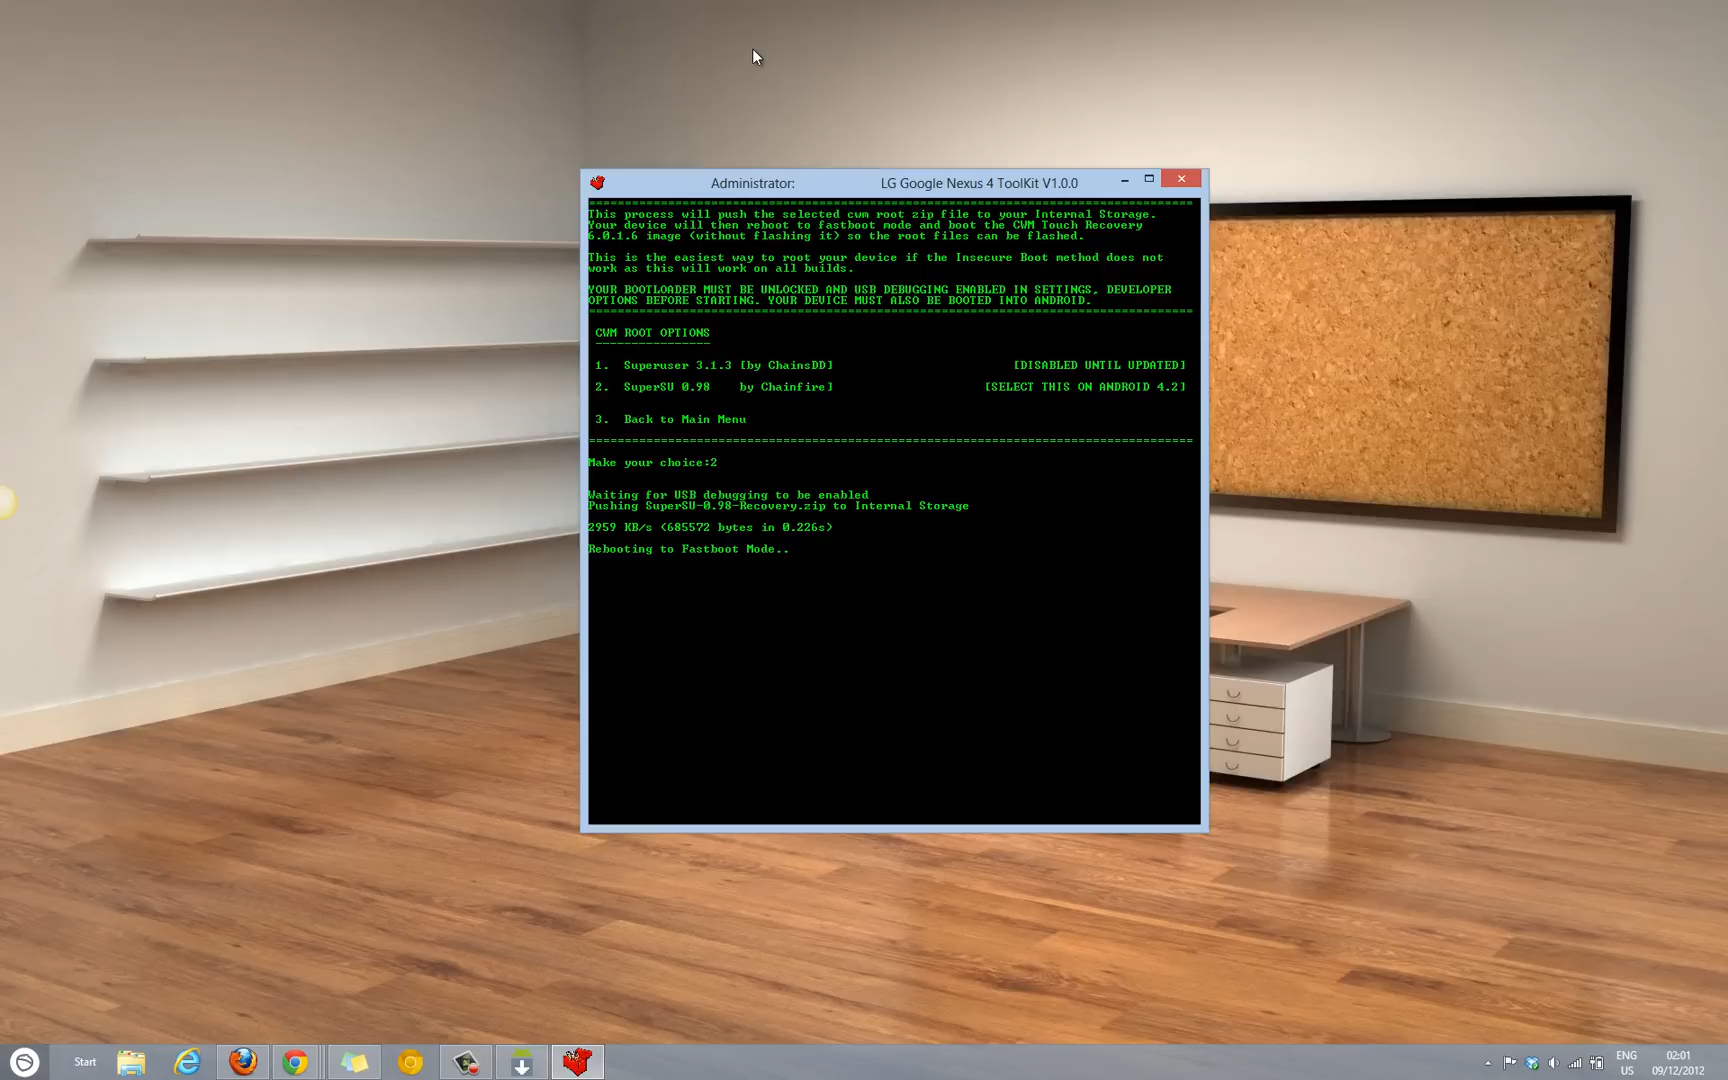 Administrator: LG Google Nexus 4 ToolKit V1.0.0
This process will push the selected cwm root zip file to your Internal Storage.
Your device will then reboot to fastboot mode and boot the CWM Touch Recovery
6.0.1.6 image (without flashing it) so the root files can be flashed.
This is the easiest way to root your device if the Insecure Boot method does not
work as this will work on all builds.
YOUR BOOTLOADER MUST BE UNLOCKED AND USB DEBUGGING ENABLED IN SETTINGS, DEVELOPER
OPTIONS BEFORE STARTING. YOUR DEVICE MUST ALSO BE BOOTED INTO ANDROID.
CWM ROOT OPTIONS
1. Superuser 3.1.3 [by ChainsDD] [DISABLED UNTIL UPDATED]
2. SuperSU 0.98 by Chainfire] [SELECT THIS ON ANDROID 4.2]
3. Back to Main Menu
Make your choice:2
Waiting for USB debugging to be enabled
Pushing SuperSU-0.98-Recovery.zip to Internal Storage
2959 KB/s (685572 bytes in 0.226s)
Rebooting to Fastboot Mode..
Start
ENG
US
02:01
09/12/2012